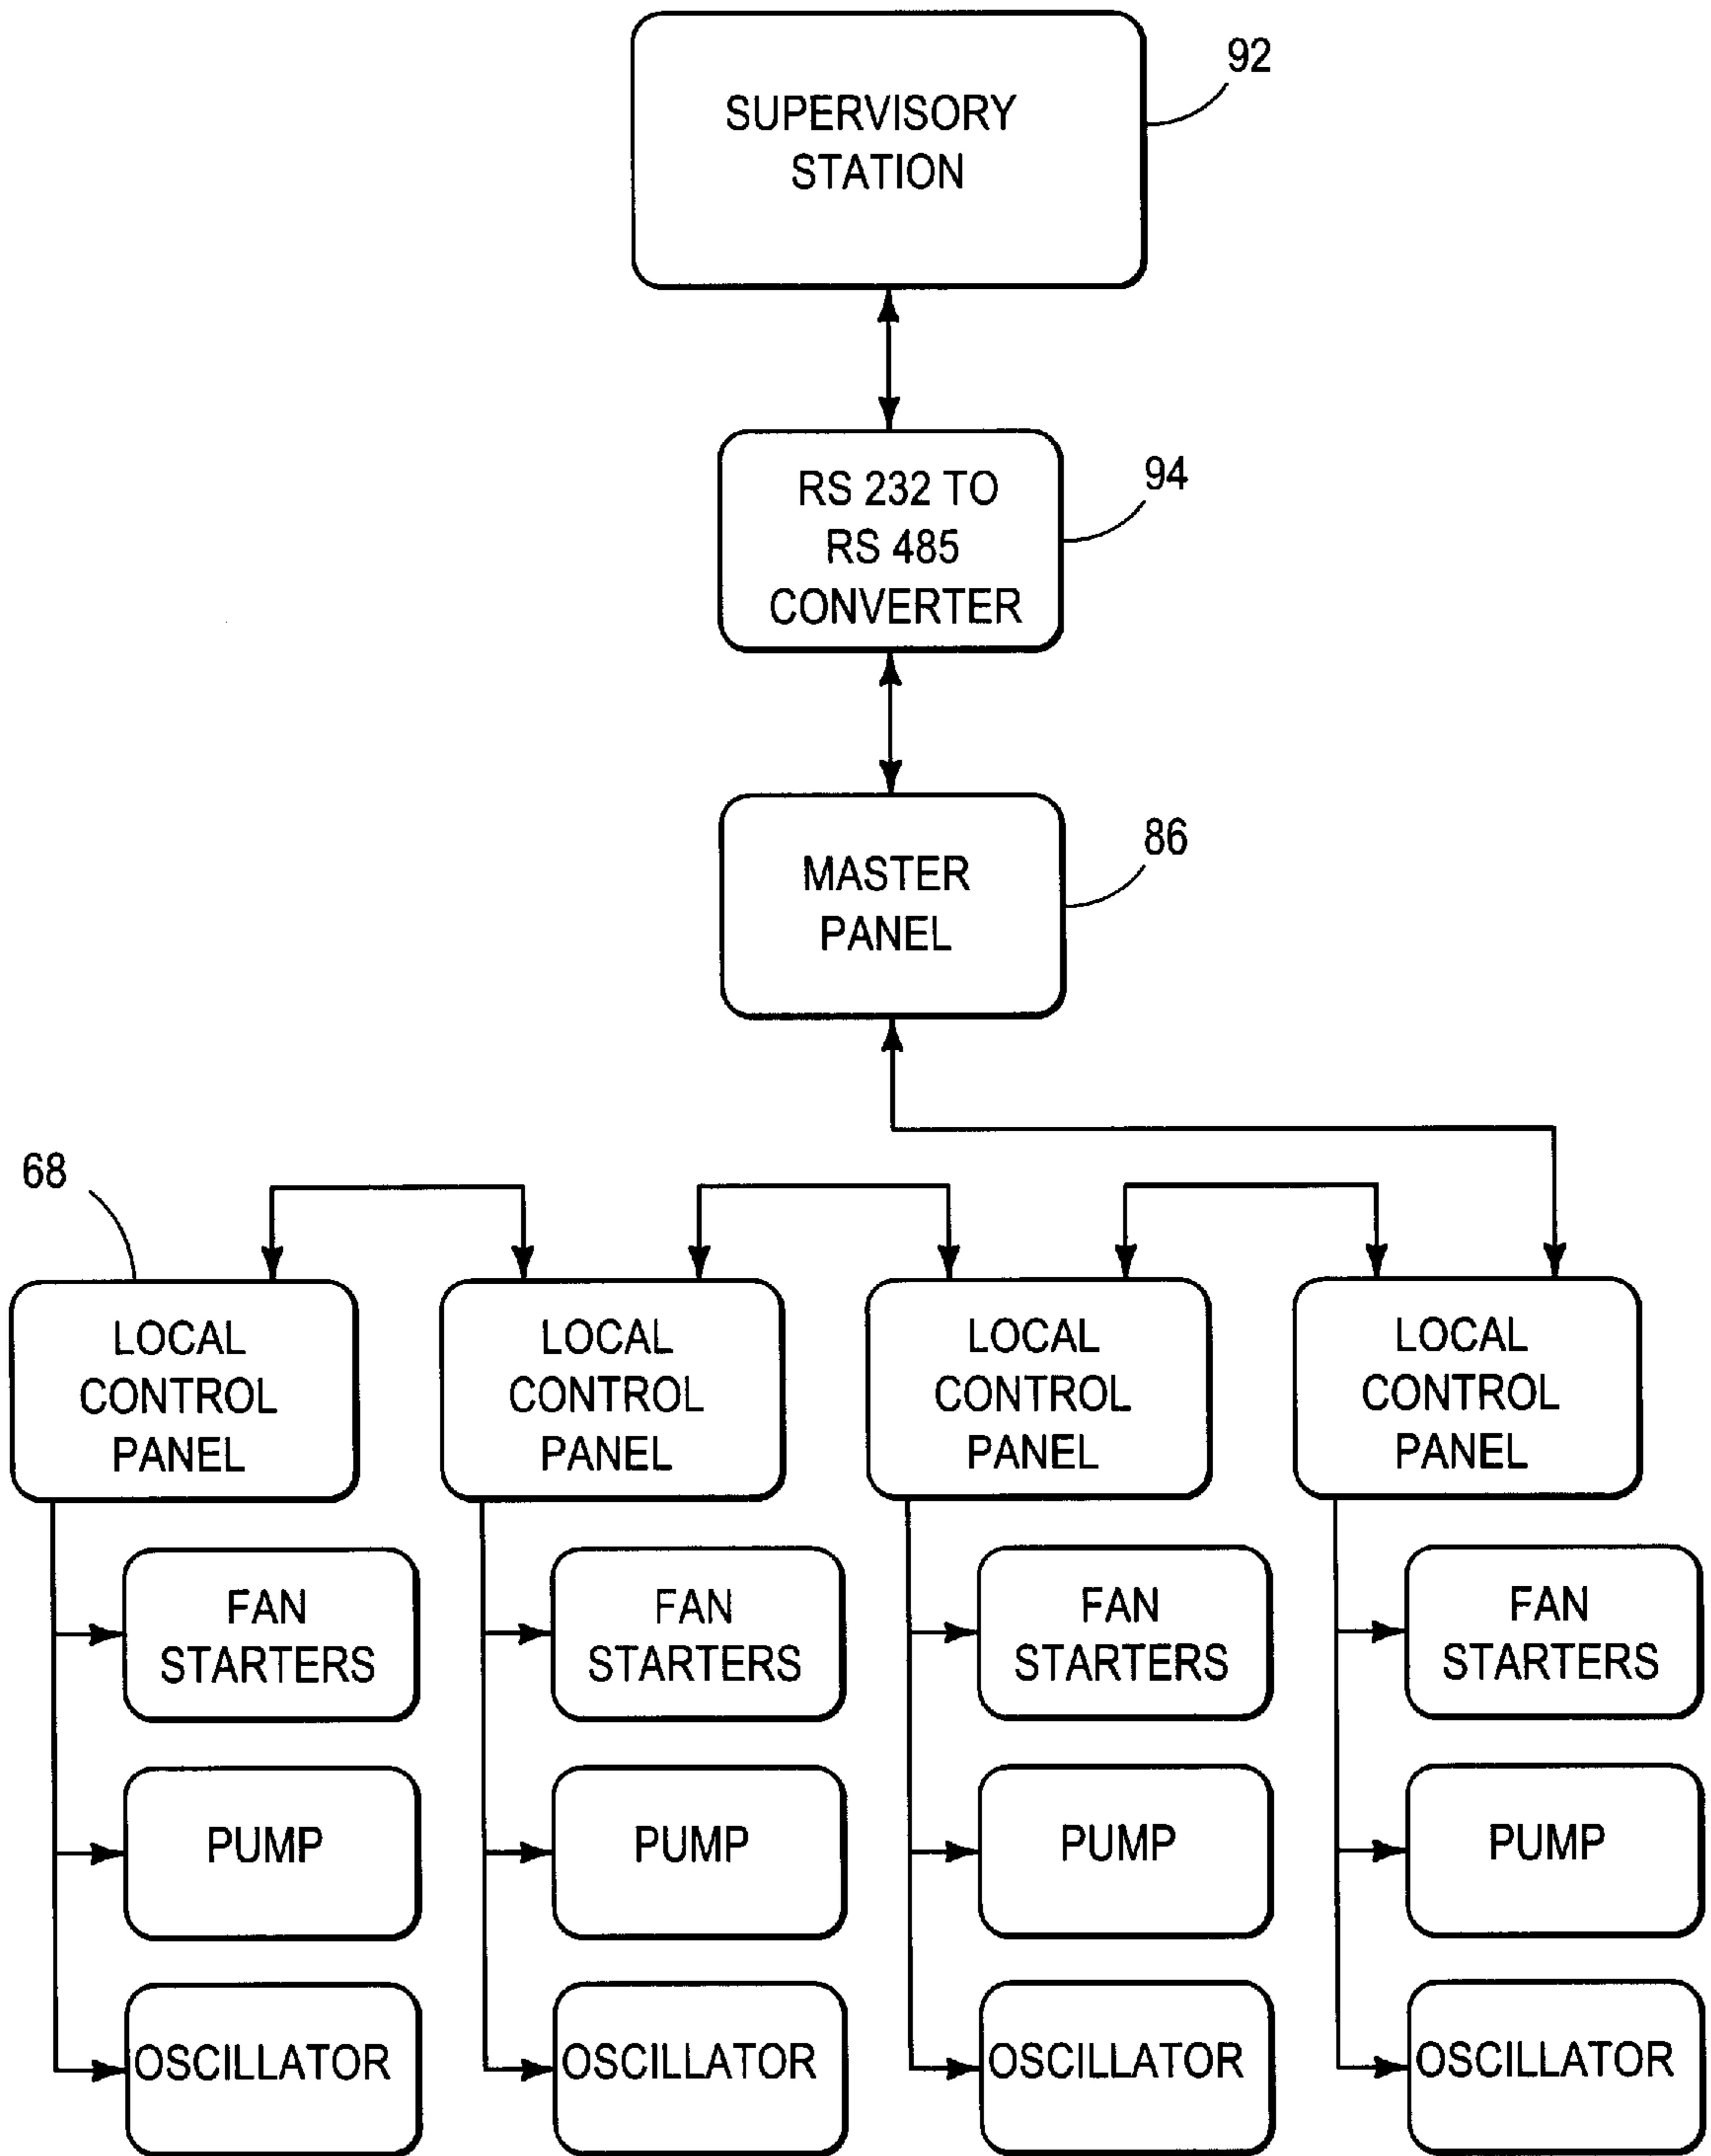 92
SUPERVISORY
STATION
94
RS 232 TO
RS 485
CONVERTER
86
MASTER
PANEL
68
LOCAL
CONTROL
PANEL
LOCAL
CONTROL
PANEL
LOCAL
CONTROL
PANEL
LOCAL
CONTROL
PANEL
FAN
STARTERS
FAN
STARTERS
FAN
STARTERS
FAN
STARTERS
PUMP
PUMP
PUMP
PUMP
OSCILLATOR
OSCILLATOR
OSCILLATOR
OSCILLATOR